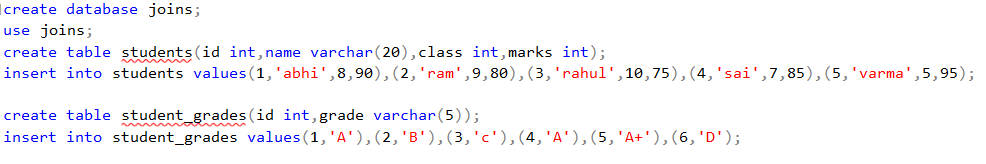 create database joins;
use joins;
create table students(id int,name varchar(20),class int,marks int);
insert into students values(1,'abhi',8,90),(2,'ram',9,80),(3,'rahul',10,75),(4,'sai',7,85),(5,'varma',5,95);
create table student_grades(id int,grade varchar(5));
insert into student_grades values(1,'A'),(2,'B'),(3,'c'),(4,'A'),(5,'A+'),(6,'D');